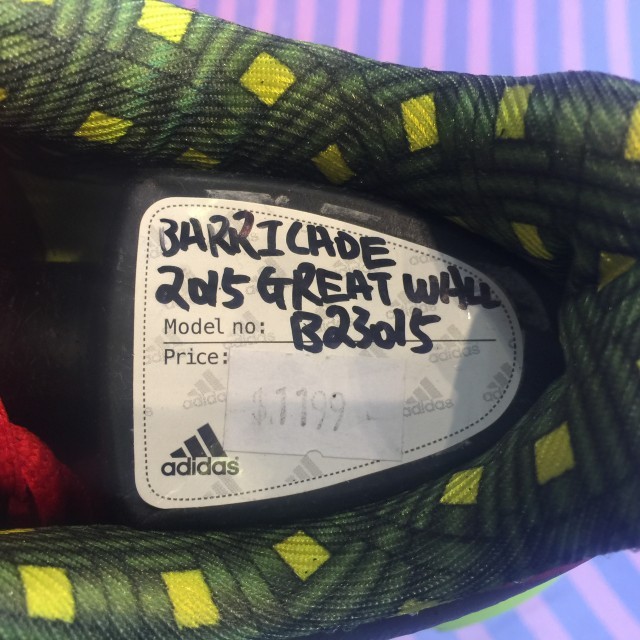 BARRICADE
2015 GREAT WALL
Model no: B23015
Price:
$1199
adidas